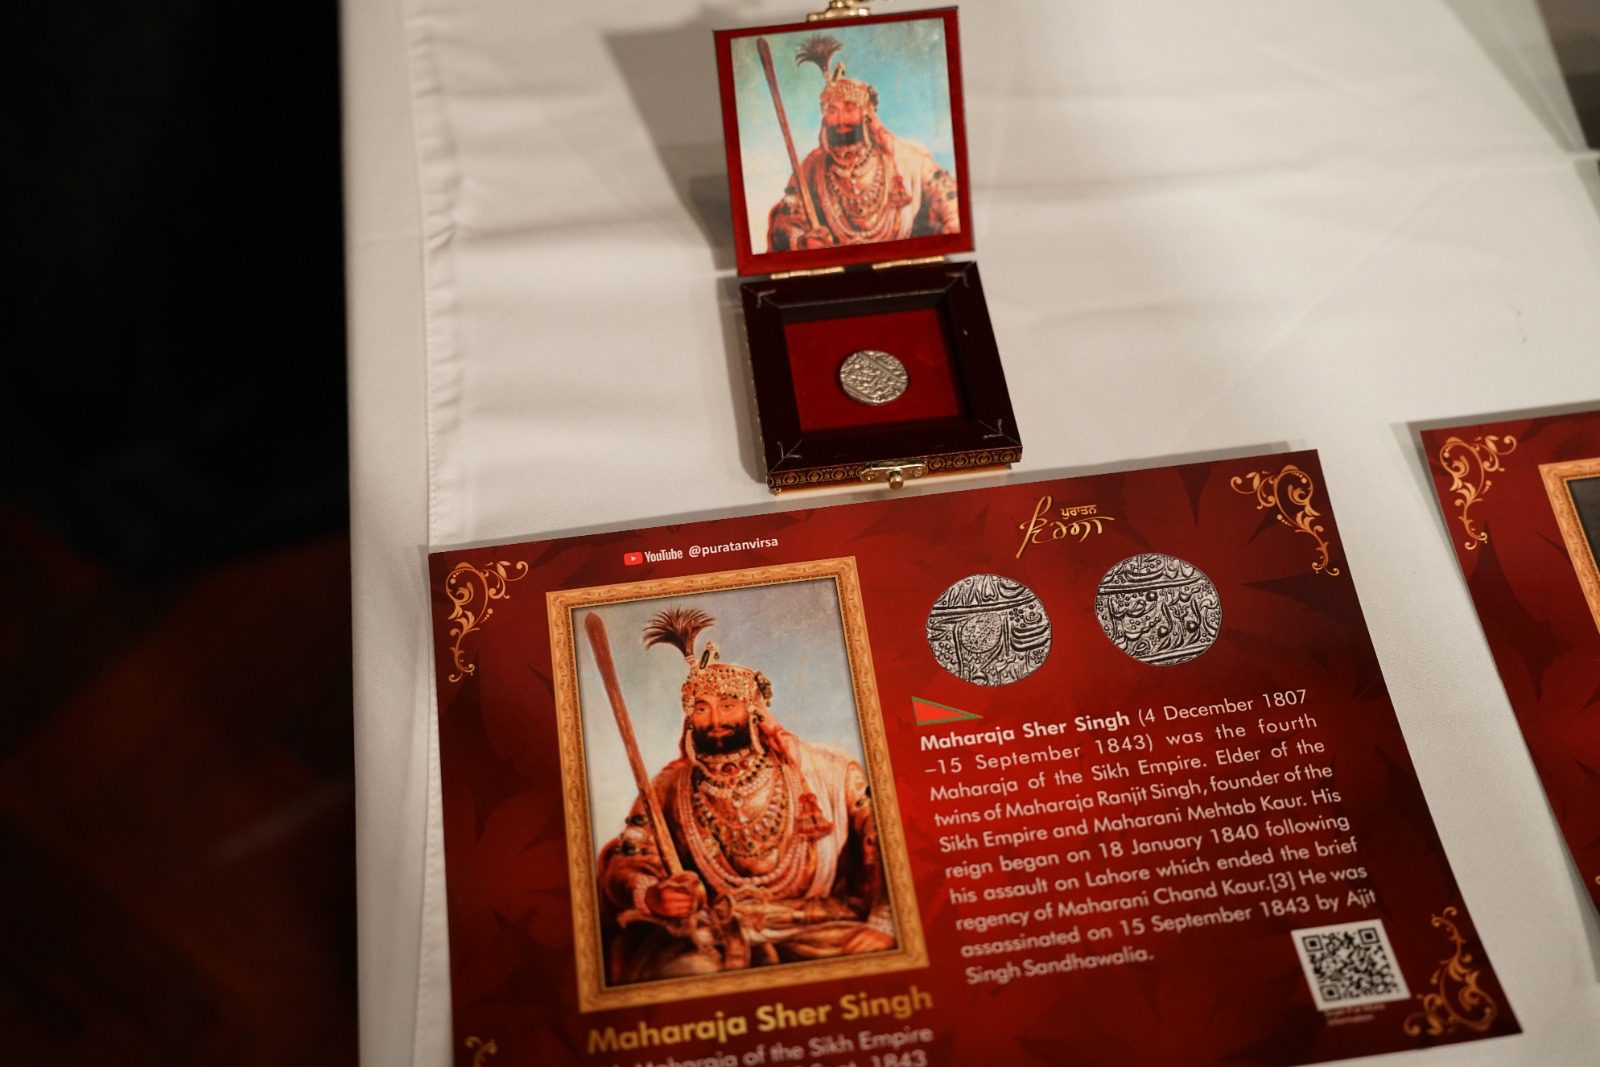 YouTube @puratanvirsa
ਪੁਰਾਤਨ
ਵਿਰਸਾ
Maharaja Sher Singh (4 December 1807
–15 September 1843) was the fourth
Maharaja of the Sikh Empire. Elder of the
twins of Maharaja Ranjit Singh, founder of the
Sikh Empire and Maharani Mehtab Kaur. His
reign began on 18 January 1840 following
his assault on Lahore which ended the brief
regency of Maharani Chand Kaur.[3] He was
assassinated on 15 September 1843 by Ajit
Singh Sandhawalia.
Maharaja Sher Singh
Maharaja of the Sikh Empire
1843